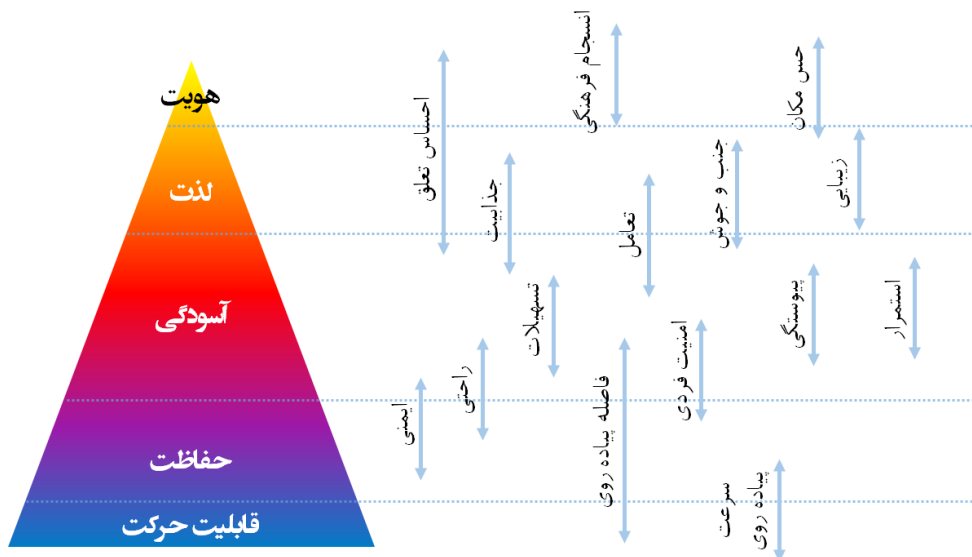 هویت
لذت
آسودگی
حفاظت
قابلیت حرکت
احساس تعلق
انسجام فرهنگی
حس مکان
جذابیت
تعامل
جنب و جوش
زیبایی
تسهیلات
پیوستگی
استمرار
ایمنی
راحتی
فاصله پیاده روی
امنیت فردی
سرعت
پیاده روی